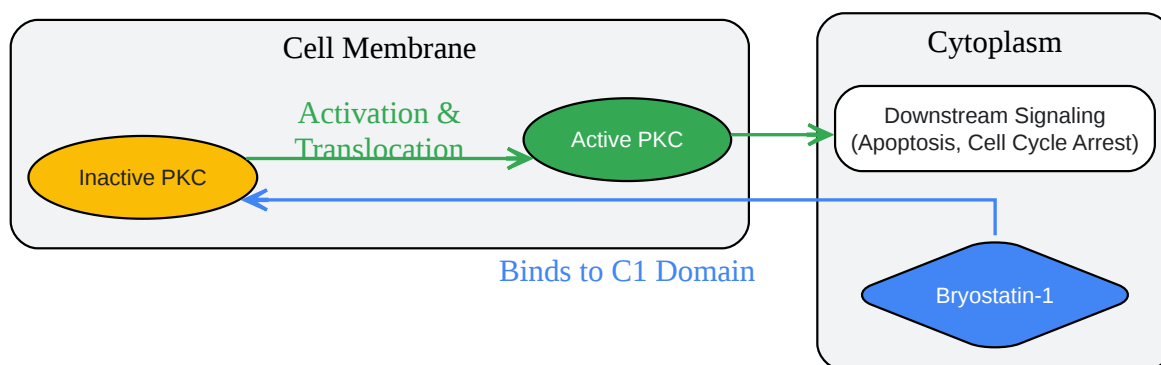 Cell Membrane
Activation &
Translocation
Inactive PKC
Active PKC
Binds to C1 Domain
Cytoplasm
Downstream Signaling
(Apoptosis, Cell Cycle Arrest)
Bryostatin-1